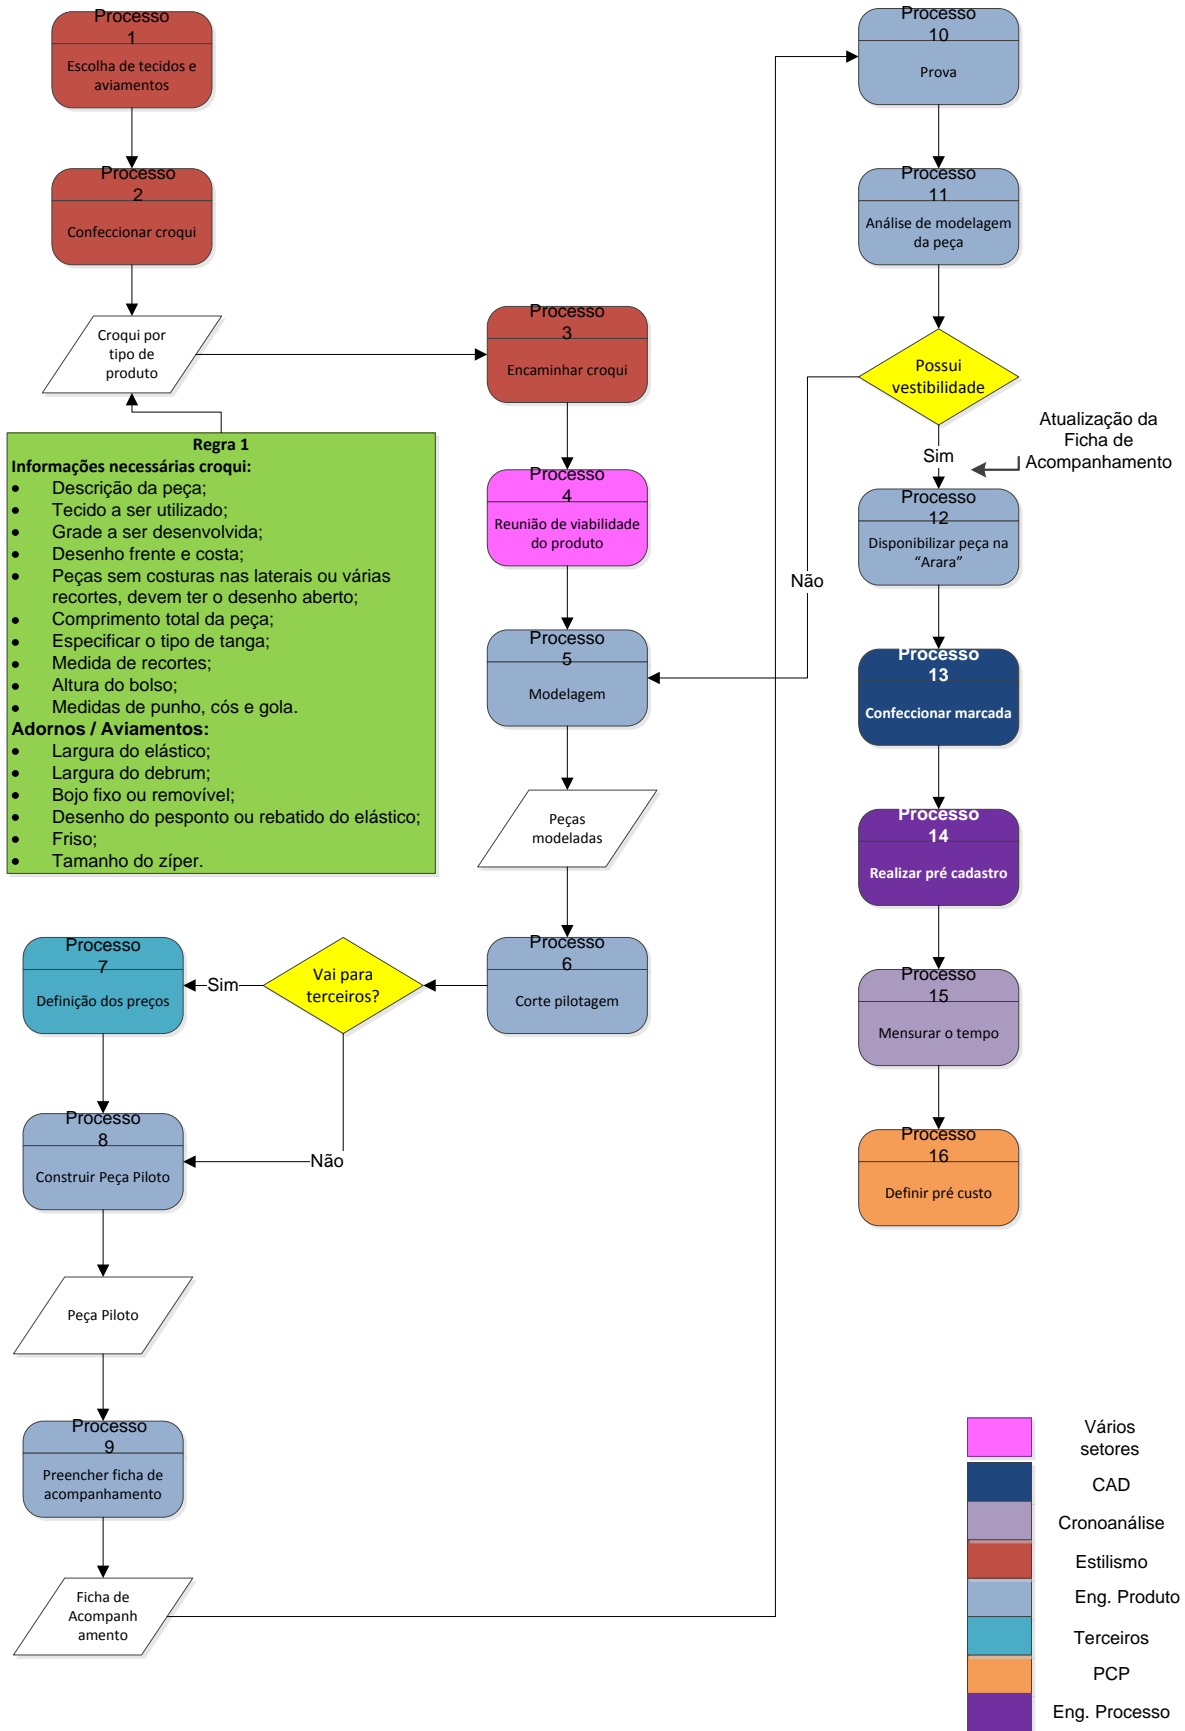 Processo
1
Escolha de tecidos e
aviamentos
Processo
2
Confeccionar croqui
Croqui por
tipo de
produto
Regra 1
Informações necessárias croqui:
• Descrição da peça;
• Tecido a ser utilizado;
• Grade a ser desenvolvida;
• Desenho frente e costa;
• Peças sem costuras nas laterais ou várias
recortes, devem ter o desenho aberto;
• Comprimento total da peça;
• Especificar o tipo de tanga;
• Medida de recortes;
• Altura do bolso;
• Medidas de punho, cós e gola.
Adornos / Aviamentos:
• Largura do elástico;
• Largura do debrum;
• Bojo fixo ou removível;
• Desenho do pesponto ou rebatido do elástico;
• Friso;
• Tamanho do zíper.
Processo
3
Encaminhar croqui
Processo
4
Reunião de viabilidade
do produto
Processo
5
Modelagem
Peças
modeladas
Processo
6
Corte pilotagem
Vai para
terceiros?
Sim
Não
Processo
7
Definição dos preços
Processo
8
Construir Peça Piloto
Peça Piloto
Processo
9
Preencher ficha de
acompanhamento
Ficha de
Acompanh
amento
Processo
10
Prova
Processo
11
Análise de modelagem
da peça
Possui
vestibilidade
Não
Sim
Atualização da
Ficha de
Acompanhamento
Processo
12
Disponibilizar peça na
“Arara”
Processo
13
Confeccionar marcada
Processo
14
Realizar pré cadastro
Processo
15
Mensurar o tempo
Processo
16
Definir pré custo
Vários
setores
CAD
Cronoanálise
Estilismo
Eng. Produto
Terceiros
PCP
Eng. Processo